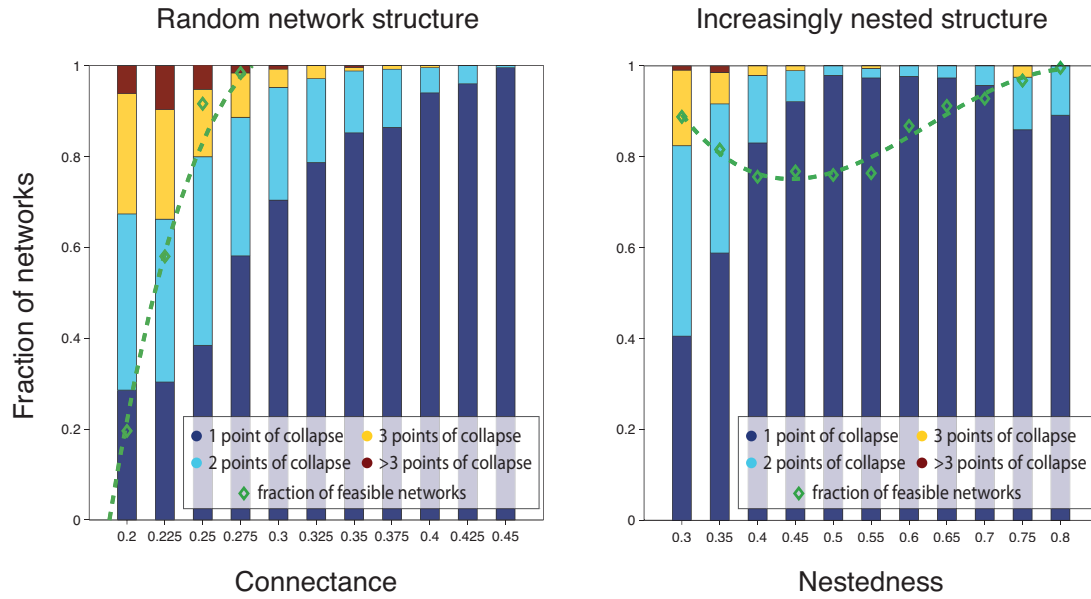 Random network structure
Fraction of networks
1
0.8
0.6
0.4
0.2
0
1 point of collapse
3 points of collapse
2 points of collapse
>3 points of collapse
fraction of feasible networks
0.2 0.225 0.25 0.275 0.3 0.325 0.35 0.375 0.4 0.425 0.45
Connectance
Increasingly nested structure
1
0.8
0.6
0.4
0.2
0
1 point of collapse
3 points of collapse
2 points of collapse
>3 points of collapse
fraction of feasible networks
0.3 0.35 0.4 0.45 0.5 0.55 0.6 0.65 0.7 0.75 0.8
Nestedness